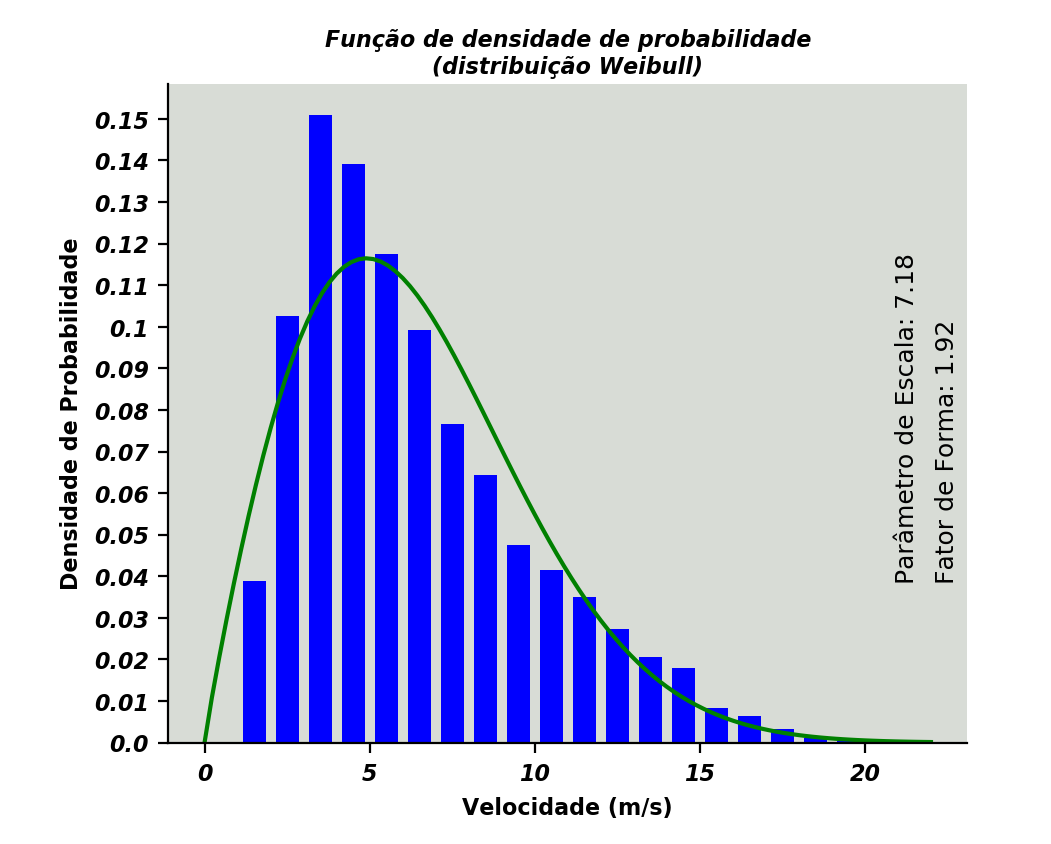 Função de densidade de probabilidade
(distribuição Weibull)
0.15
0.14
0.13
0.12
0.11
0.1
0.09
0.08
0.07
0.06
0.05
0.04
0.03
0.02
0.01
0.0
Densidade de Probabilidade
Parâmetro de Escala: 7.18
Fator de Forma: 1.92
0 5 10 15 20
Velocidade (m/s)